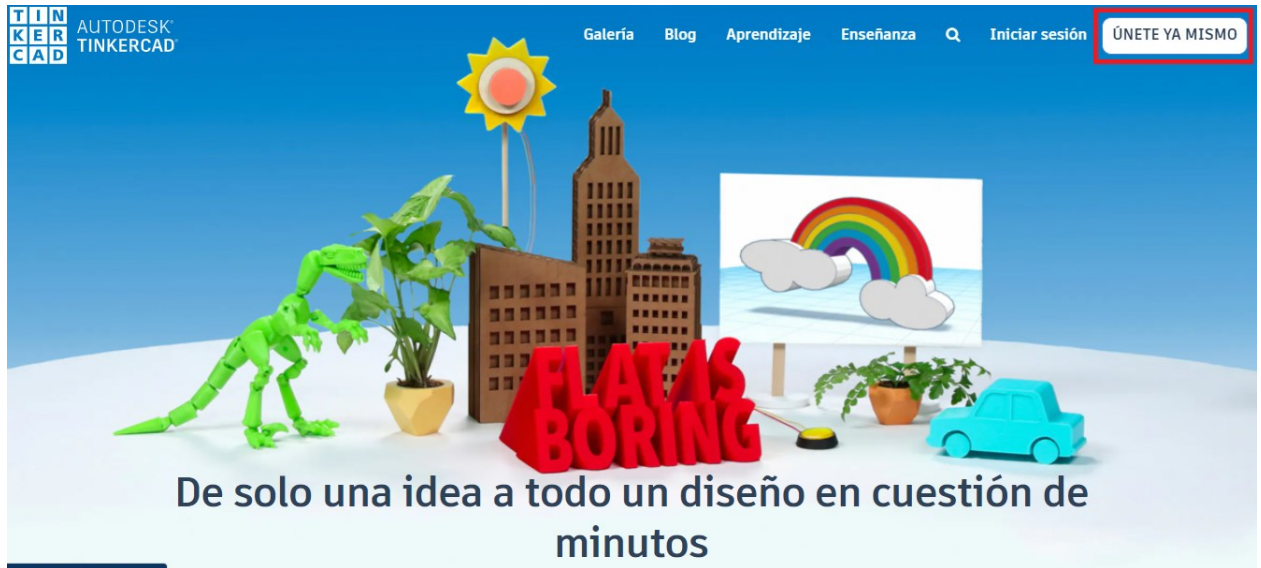 TIN
KER
CAD
AUTODESK®
TINKERCAD®
Galería Blog Aprendizaje Enseñanza Iniciar sesión ÚNETE YA MISMO
FLAT IS
BORING
De solo una idea a todo un diseño en cuestión de
minutos